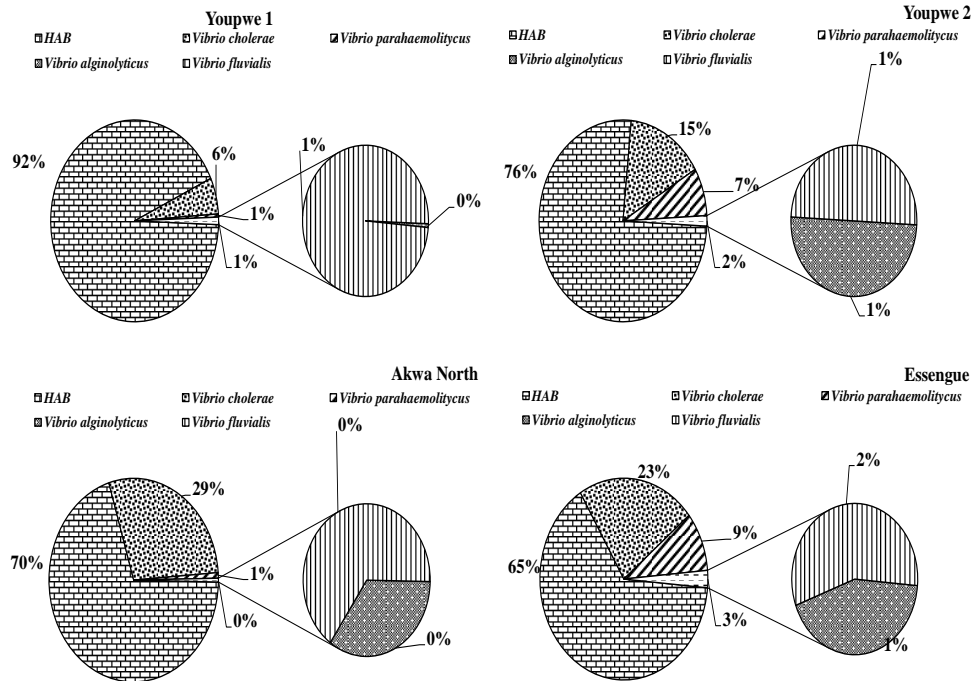 Youpwe 1
HAB Vibrio cholerae Vibrio parahaemolitycus
Vibrio alginolyticus Vibrio fluvialis
92%
6%
1%
1%
1%
0%
Youpwe 2
HAB Vibrio cholerae Vibrio parahaemolitycus
Vibrio alginolyticus Vibrio fluvialis
1%
15%
76%
7%
2%
1%
Akwa North
HAB Vibrio cholerae Vibrio parahaemolitycus
Vibrio alginolyticus Vibrio fluvialis
0%
29%
70%
1%
0%
0%
Essengue
HAB Vibrio cholerae Vibrio parahaemolitycus
Vibrio alginolyticus Vibrio fluvialis
2%
23%
9%
65%
3%
1%